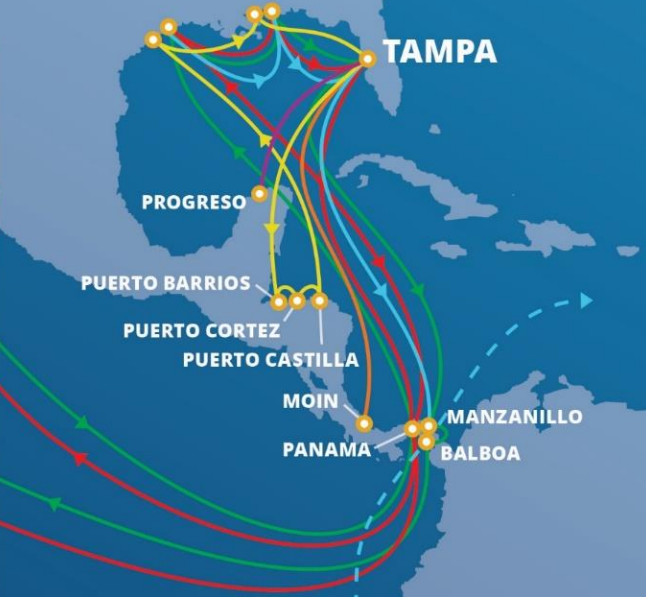 TAMPA
PROGRESO
PUERTO BARRIOS
PUERTO CORTEZ
PUERTO CASTILLA
MOIN
MANZANILLO
PANAMA
BALBOA